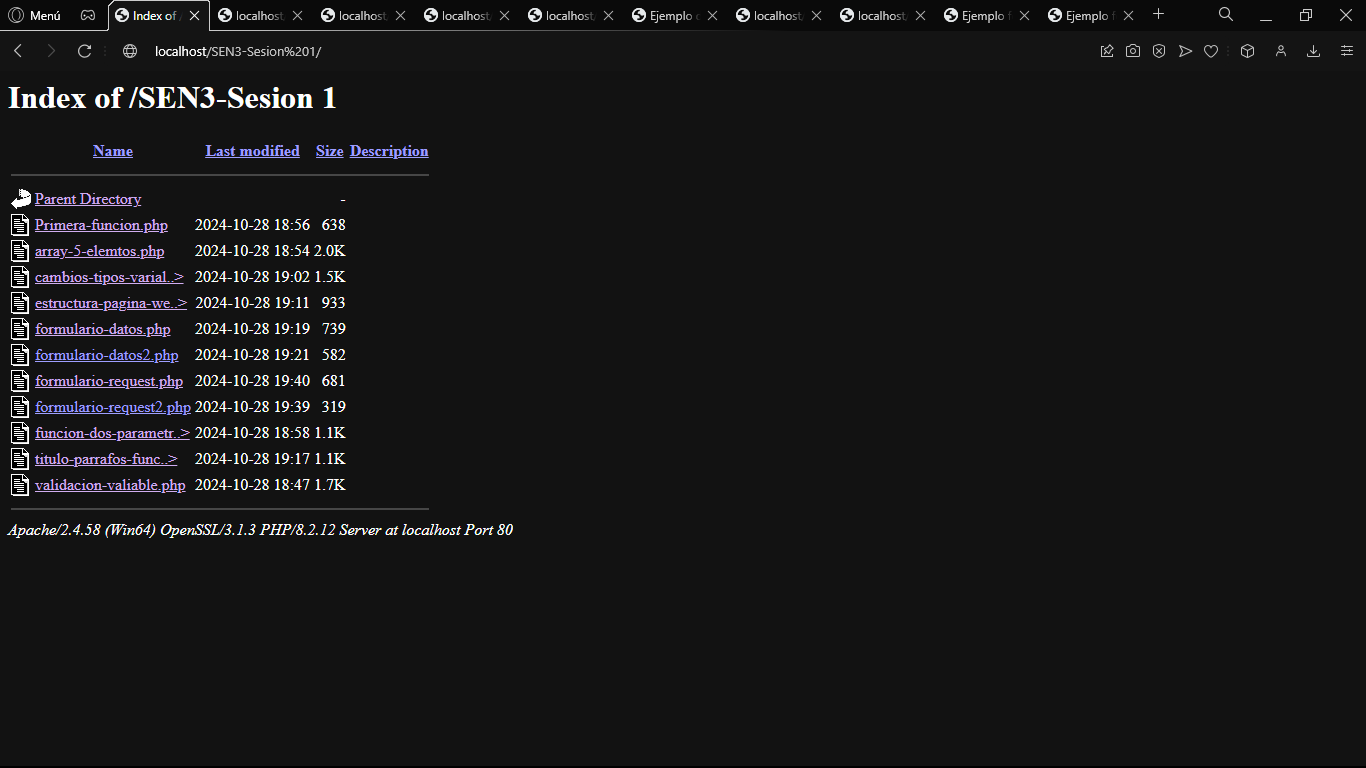 Menú Index of / localhost, localhost, localhost, localhost, Ejemplo localhost, localhost, Ejemplo f Ejemplo f
localhost/SEN3-Sesion%201/
Index of /SEN3-Sesion 1
Name Last modified Size Description
Parent Directory -
Primera-funcion.php 2024-10-28 18:56 638
array-5-elemtos.php 2024-10-28 18:54 2.0K
cambios-tipos-varial..> 2024-10-28 19:02 1.5K
estructura-pagina-we..> 2024-10-28 19:11 933
formulario-datos.php 2024-10-28 19:19 739
formulario-datos2.php 2024-10-28 19:21 582
formulario-request.php 2024-10-28 19:40 681
formulario-request2.php 2024-10-28 19:39 319
funcion-dos-parametr..> 2024-10-28 18:58 1.1K
titulo-parrafos-func..> 2024-10-28 19:17 1.1K
validacion-valiable.php 2024-10-28 18:47 1.7K
Apache/2.4.58 (Win64) OpenSSL/3.1.3 PHP/8.2.12 Server at localhost Port 80